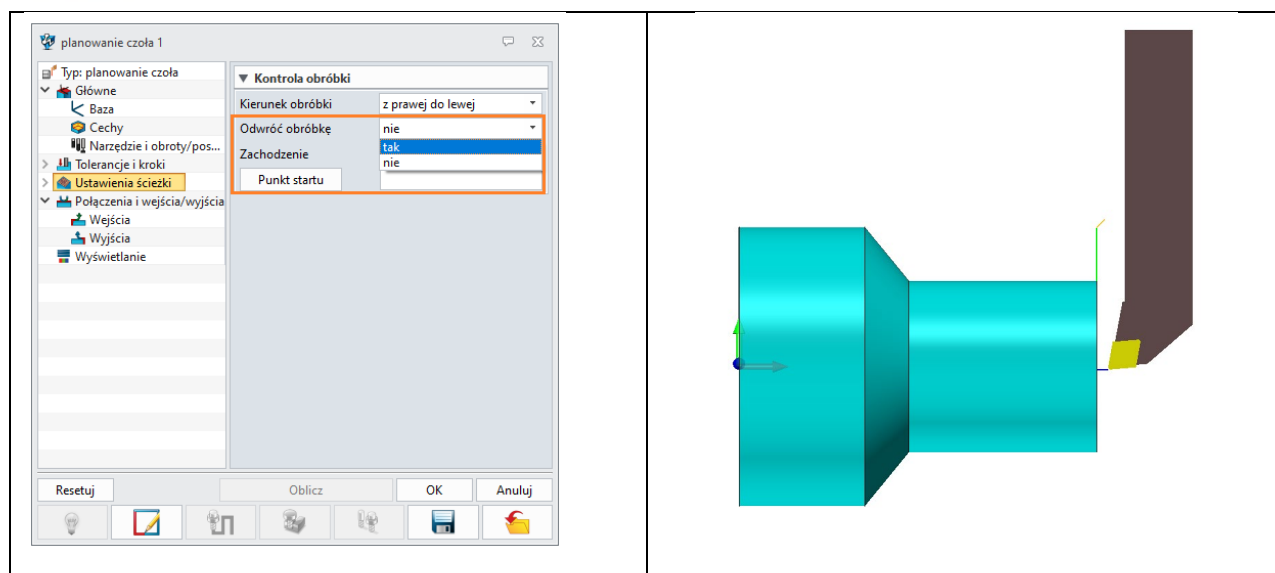 planowanie czoła 1
Typ: planowanie czoła
Główne
Baza
Cechy
Narzędzie i obroty/pos...
Tolerancje i kroki
Ustawienia ścieżki
Połączenia i wejścia/wyjścia
Wejścia
Wyjścia
Wyświetlanie
Kontrola obróbki
Kierunek obróbki z prawej do lewej
Odwróć obróbkę nie
tak
Zachodzenie
nie
Punkt startu
Resetuj Oblicz OK Anuluj